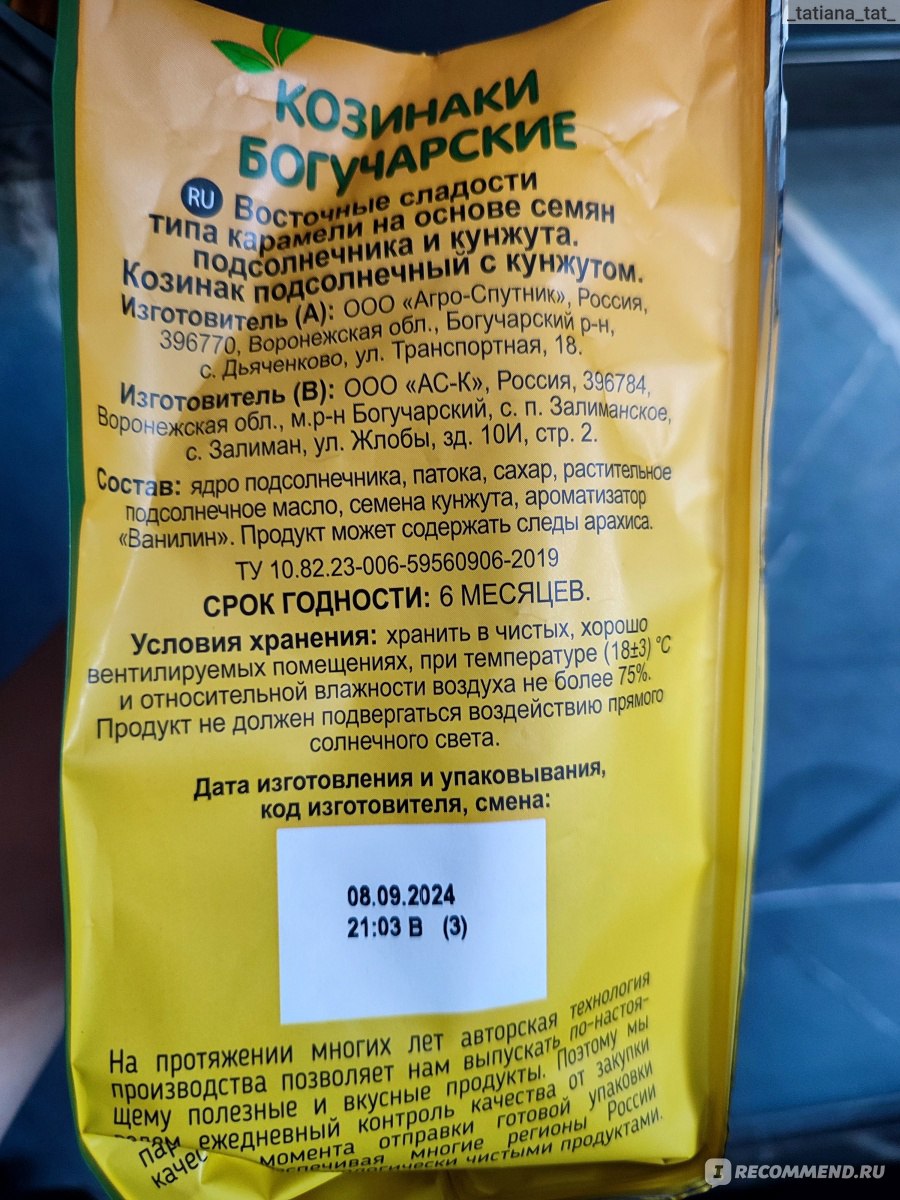 _tatiana_tat_
КОЗИНАКИ
БОГУЧАРСКИЕ
RU Восточные сладости
типа карамели на основе семян
подсолнечника и кунжута.
Козинак подсолнечный с кунжутом.
Изготовитель (А): ООО «Агро-Спутник», Россия,
396770, Воронежская обл., Богучарский р-н,
с. Дьяченково, ул. Транспортная, 18.
Изготовитель (В): ООО «АС-К», Россия, 396784,
Воронежская обл., м.р-н Богучарский, с. п. Залиманское,
с. Залиман, ул. Жлобы, зд. 10И, стр. 2.
Состав: ядро подсолнечника, патока, сахар, растительное
подсолнечное масло, семена кунжута, ароматизатор
«Ванилин». Продукт может содержать следы арахиса.
ТУ 10.82.23-006-59560906-2019
СРОК ГОДНОСТИ: 6 МЕСЯЦЕВ.
Условия хранения: хранить в чистых, хорошо
вентилируемых помещениях, при температуре (18±3) °С
и относительной влажности воздуха не более 75%.
Продукт не должен подвергаться воздействию прямого
солнечного света.
Дата изготовления и упаковывания,
код изготовителя, смена:
08.09.2024
21:03 В (3)
На протяжении многих лет авторская технология
производства позволяет нам выпускать по-настоя-
щему полезные и вкусные продукты. Поэтому мы
ежедневный контроль качества от закупки
момента отправки готовой упаковки
многие регионы России
чистыми продуктами.
IRECOMMEND.RU